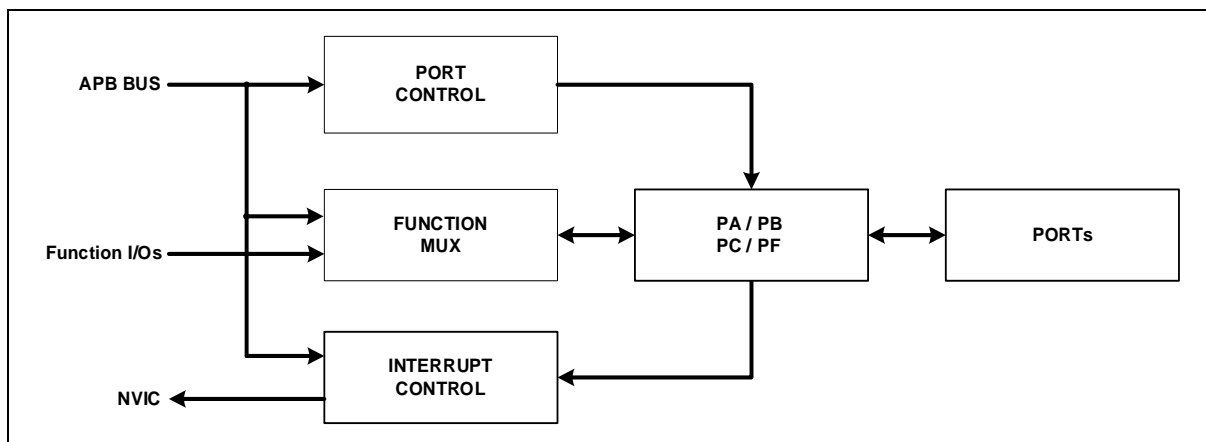 APB BUS
PORT
CONTROL
Function I/Os
FUNCTION
MUX
PA / PB
PC / PF
PORTs
NVIC
INTERRUPT
CONTROL